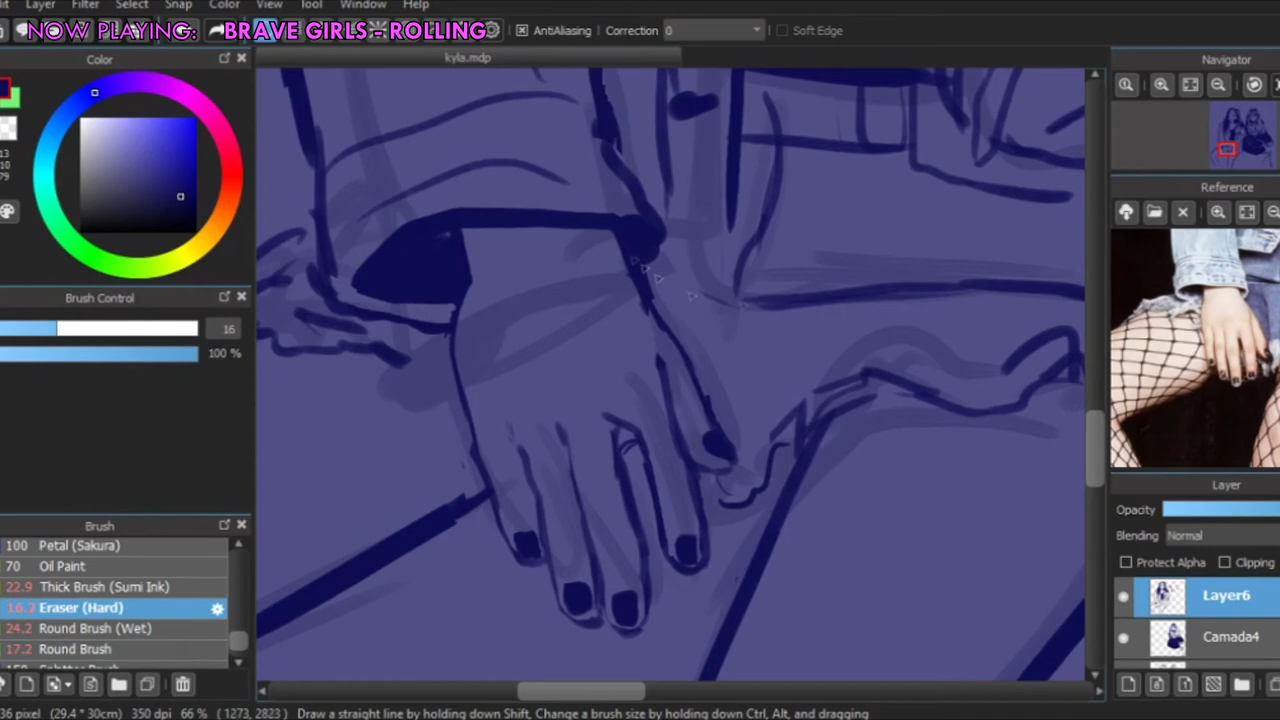 Layer Filter Select Snap Color View Tool Window Help
NOW PLAYING: BRAVE GIRLS - ROLLING
AntiAliasing Correction 0 Soft Edge
Color
kyla.mdp
Navigator
13
10
79
Reference
Brush Control
16
100 %
Layer
Opacity
Blending Normal
Protect Alpha Clipping
Layer6
Camada4
Brush
100 Petal (Sakura)
70 Oil Paint
22.9 Thick Brush (Sumi Ink)
16.2 Eraser (Hard)
24.2 Round Brush (Wet)
17.2 Round Brush
36 pixel (29.4 * 30cm) 350 dpi 66 % ( 1273, 2823) Draw a straight line by holding down Shift, Change a brush size by holding down Ctrl, Alt, and dragging